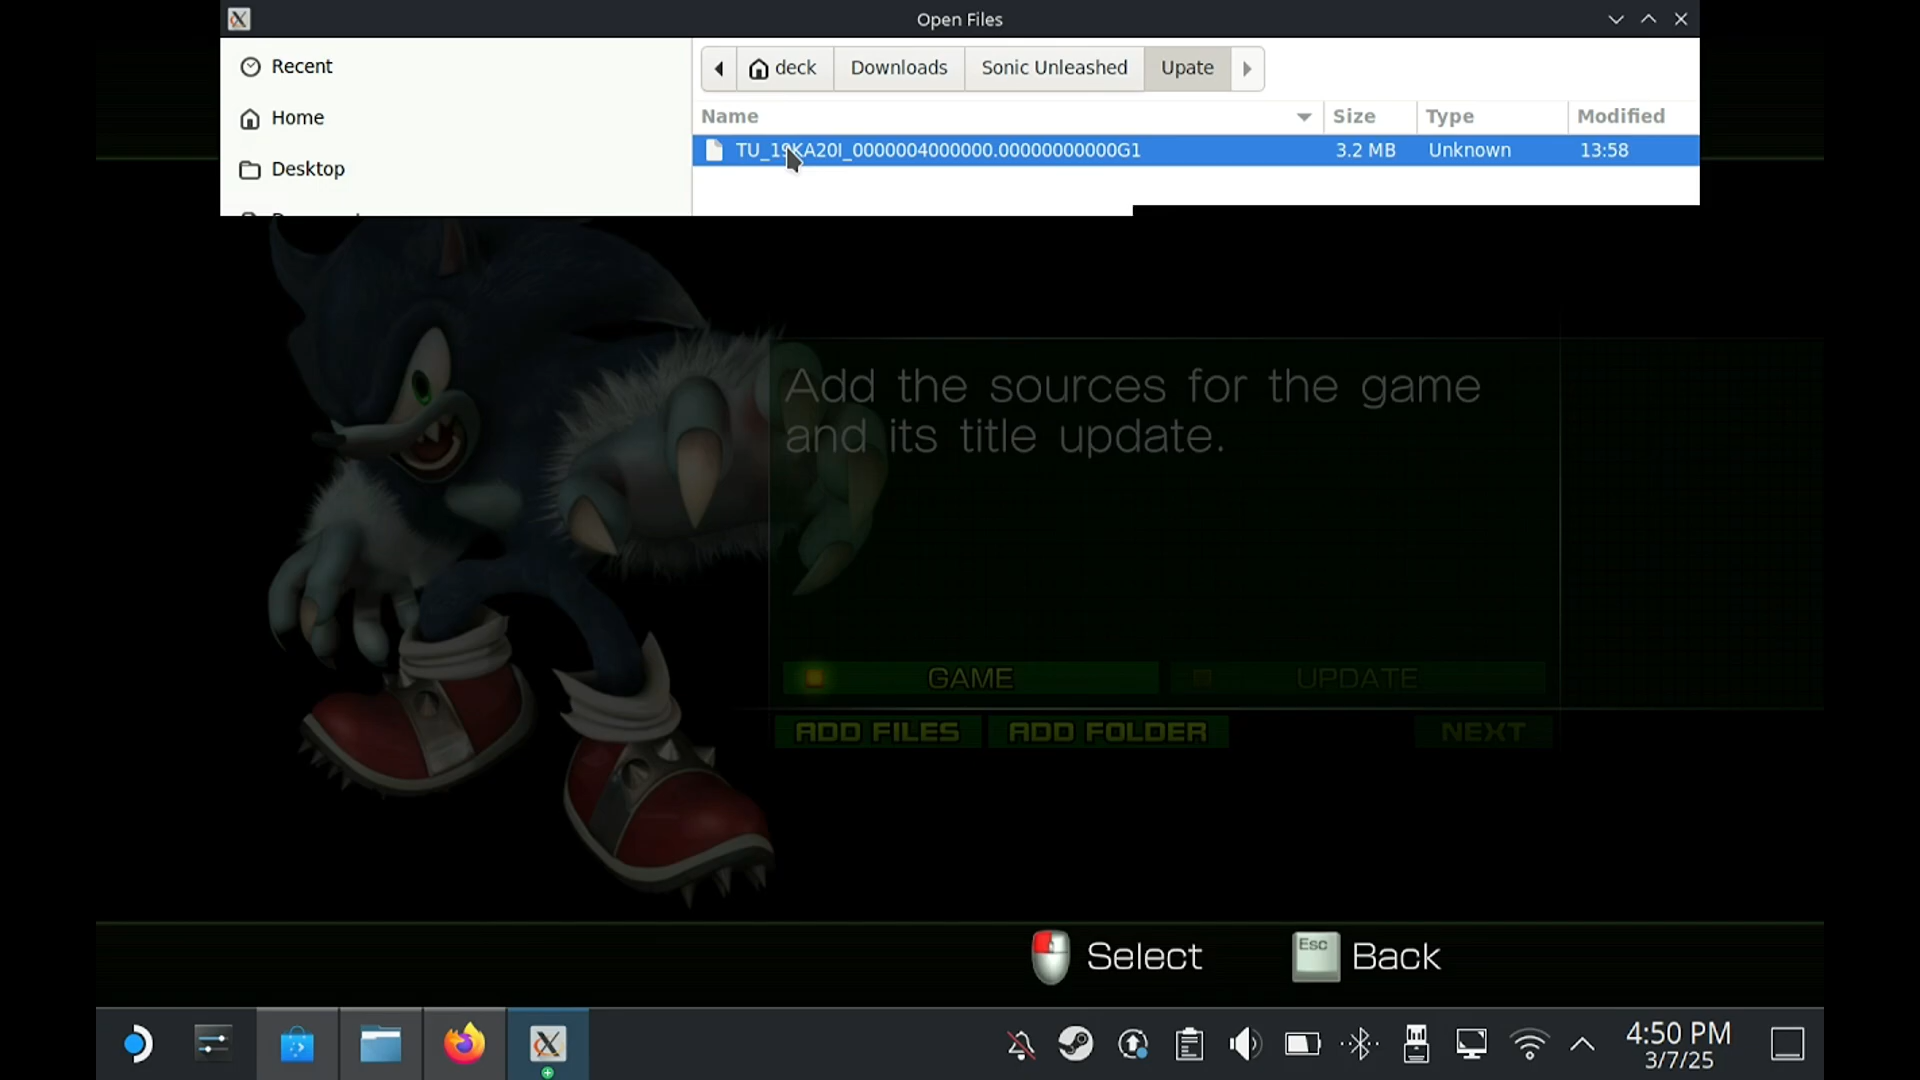 Open Files
Recent
Home
Desktop
deck
Downloads
Sonic Unleashed
Upate
Name
Size
Type
Modified
TU_19KA20I_0000004000000.00000000000G1
3.2 MB
Unknown
13:58
Add the sources for the game
and its title update.
GAME
UPDATE
ADD FILES
ADD FOLDER
NEXT
Select
Esc
Back
4:50 PM
3/7/25